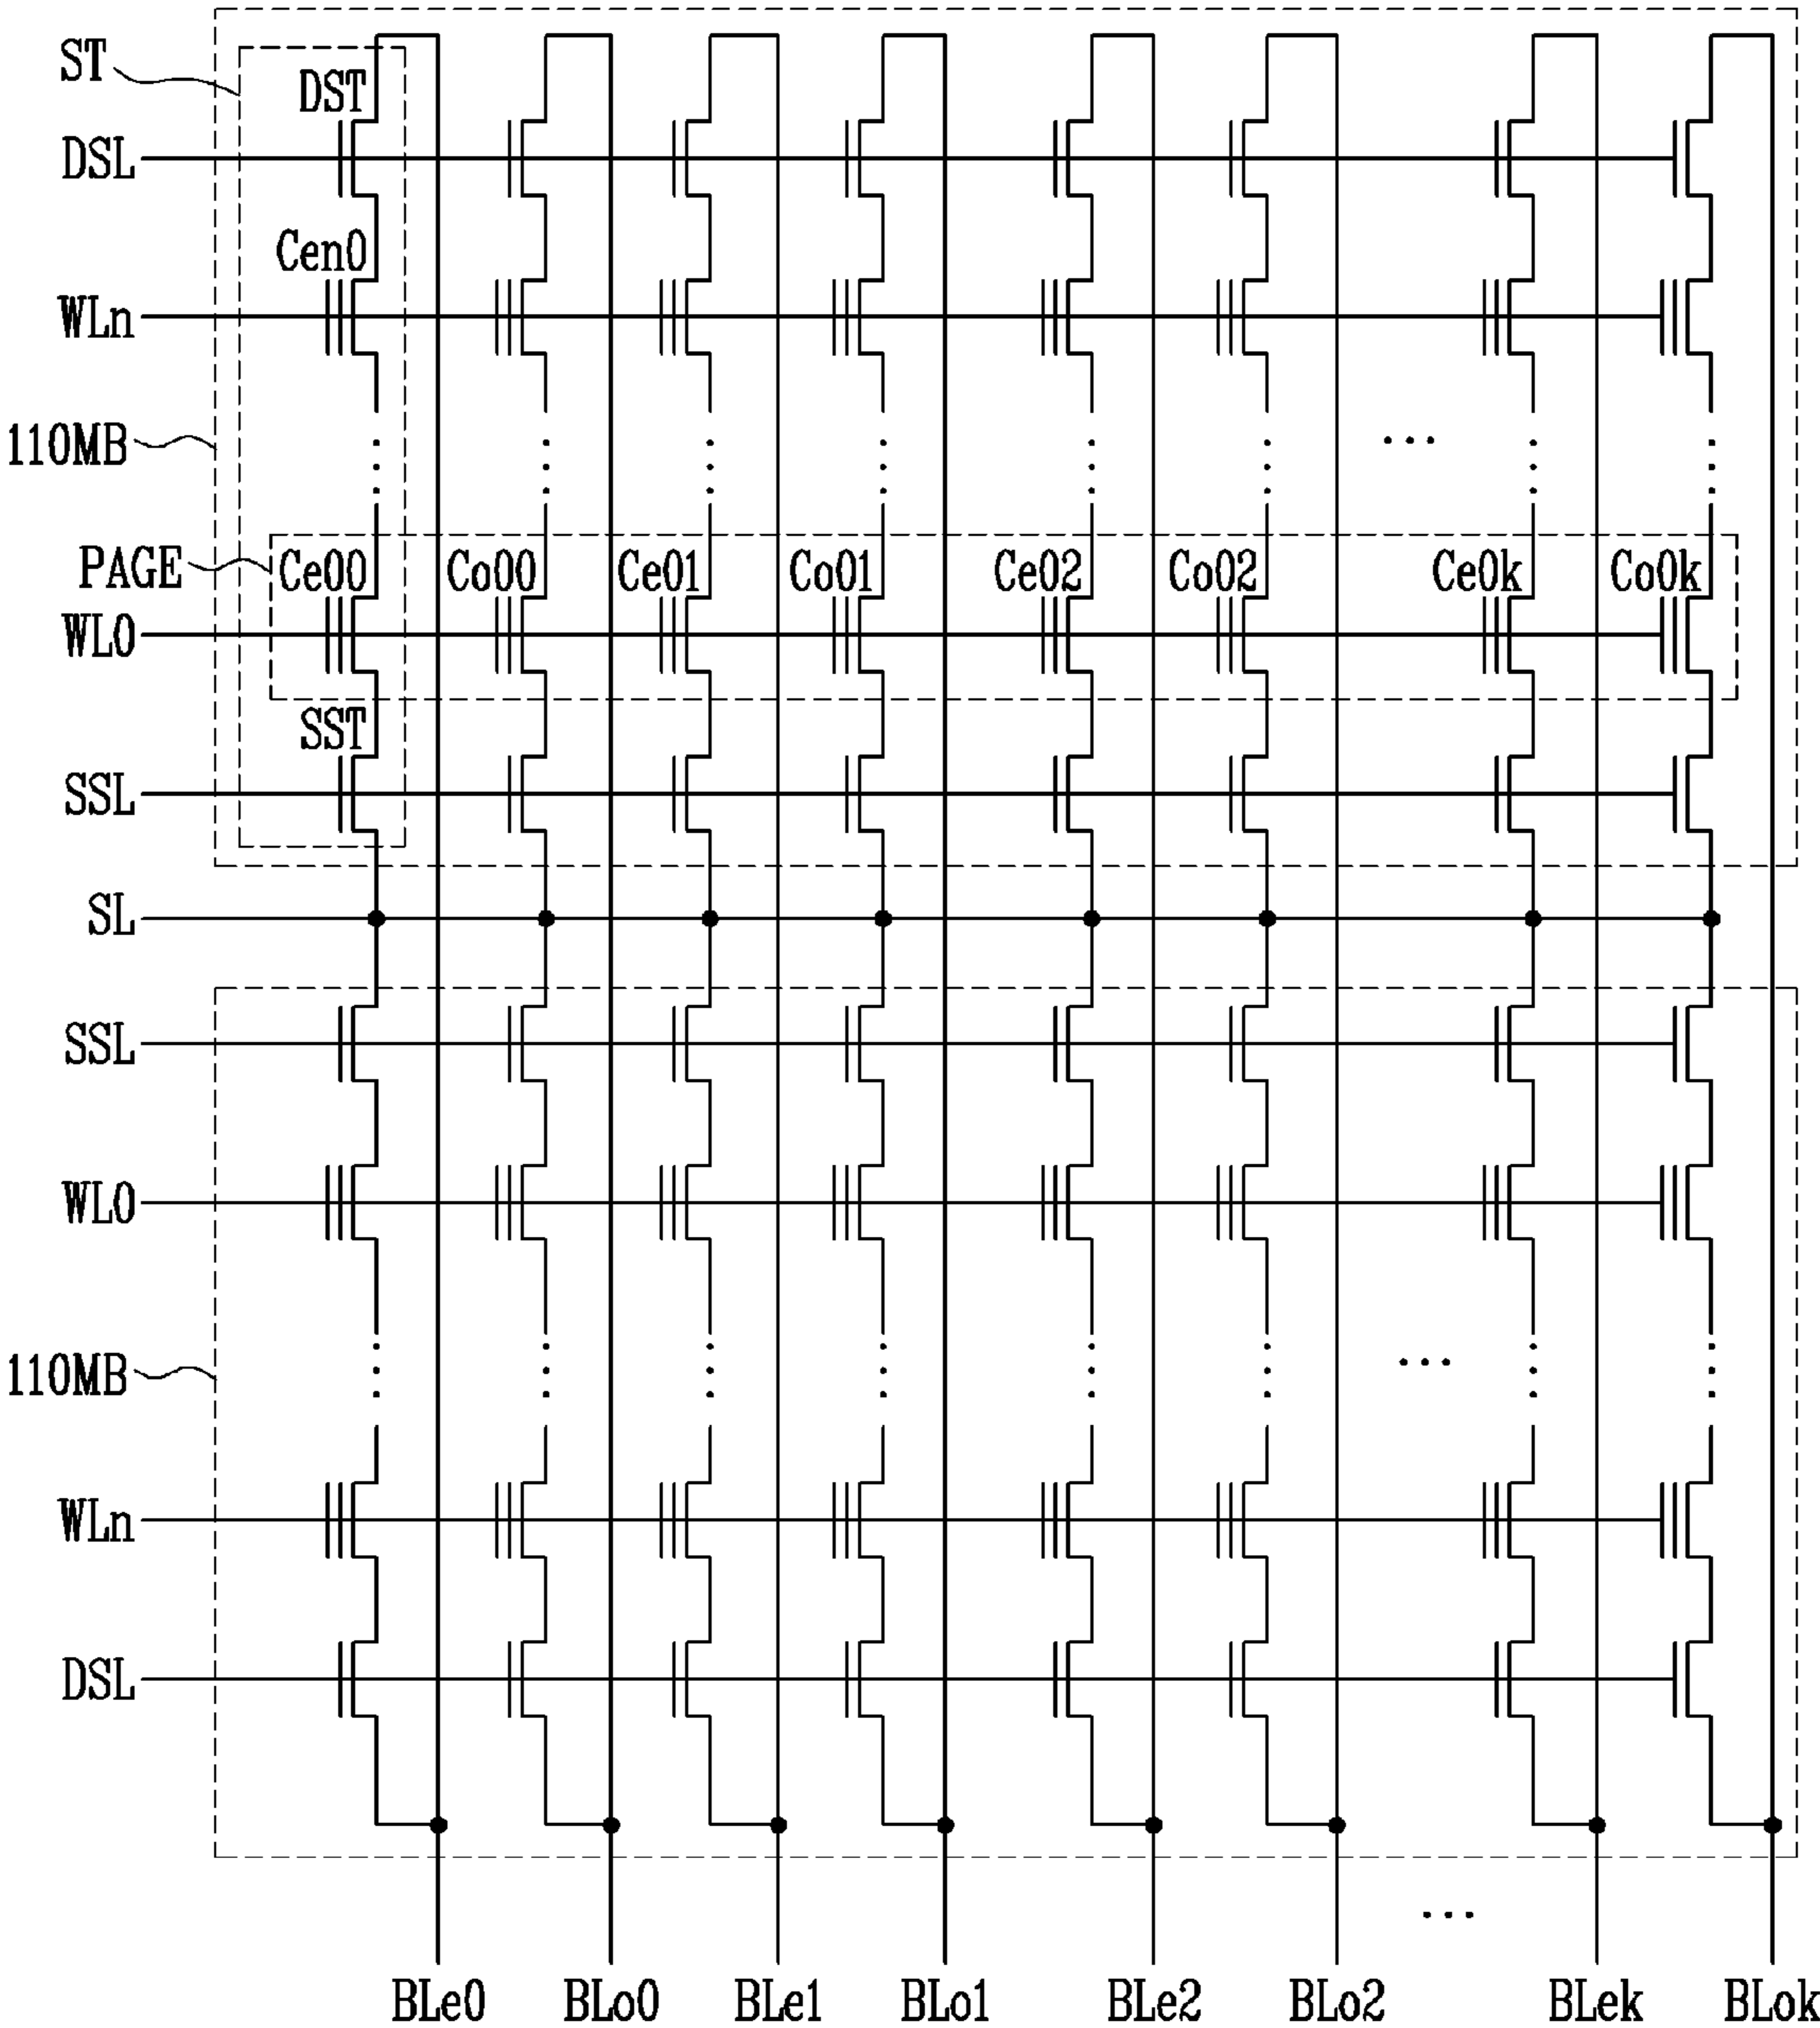 ST
DST
DSL
Cen0
WLn
110MB
PAGE
Ce00 Co00 Ce01 Co01 Ce02 Co02 Ce0k Co0k
WL0
SST
SSL
SL
SSL
WL0
110MB
WLn
DSL
BLe0 BLo0 BLe1 BLo1 BLe2 BLo2 BLek BLok